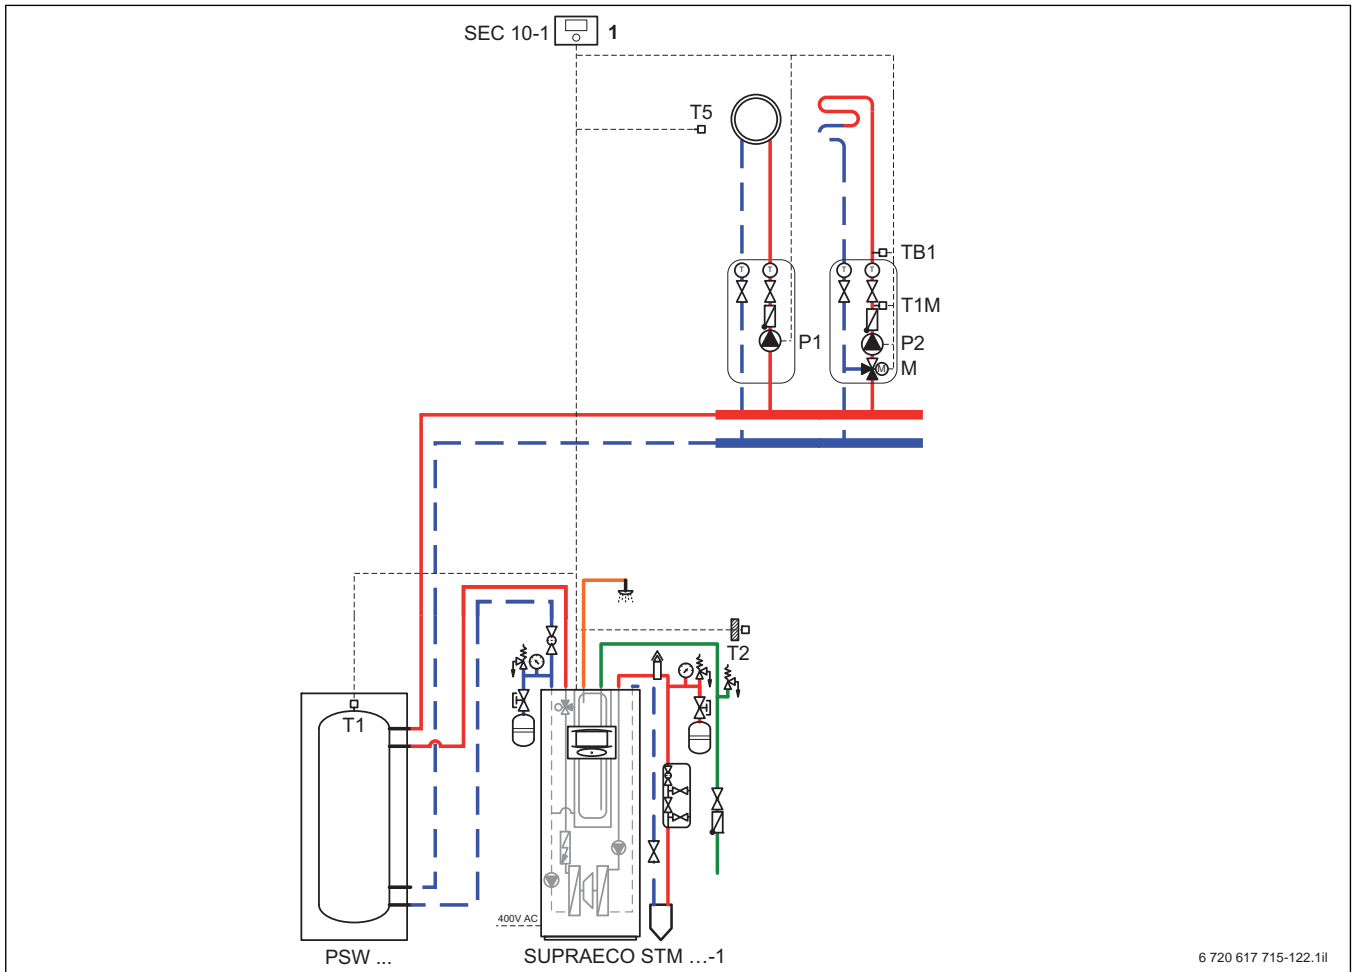 SEC 10-1 1
T5
TB1
T T T T
T1M
P1 P2
M M
T2
T1
400V AC
PSW ...
SUPRAECO STM ...-1
6 720 617 715-122.1il